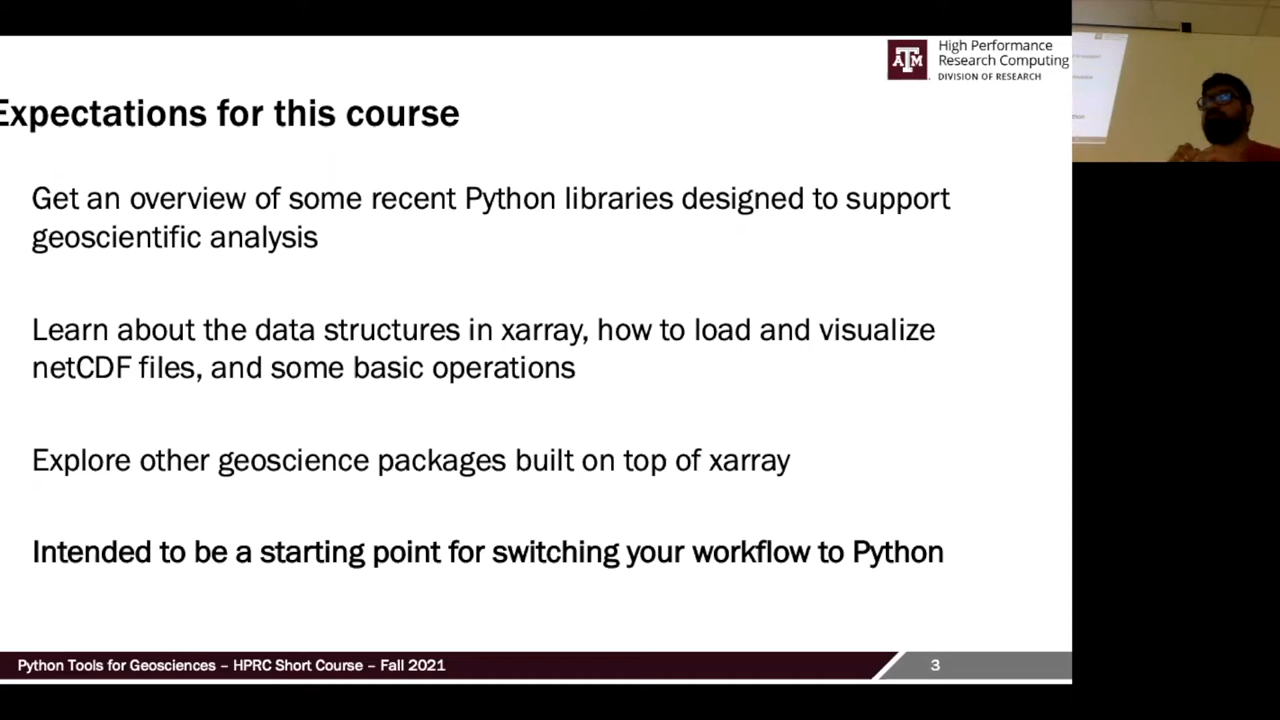 ATM
High Performance
Research Computing
DIVISION OF RESEARCH
Expectations for this course
Get an overview of some recent Python libraries designed to support
geoscientific analysis
Learn about the data structures in xarray, how to load and visualize
netCDF files, and some basic operations
Explore other geoscience packages built on top of xarray
Intended to be a starting point for switching your workflow to Python
Python Tools for Geosciences – HPRC Short Course – Fall 2021
3